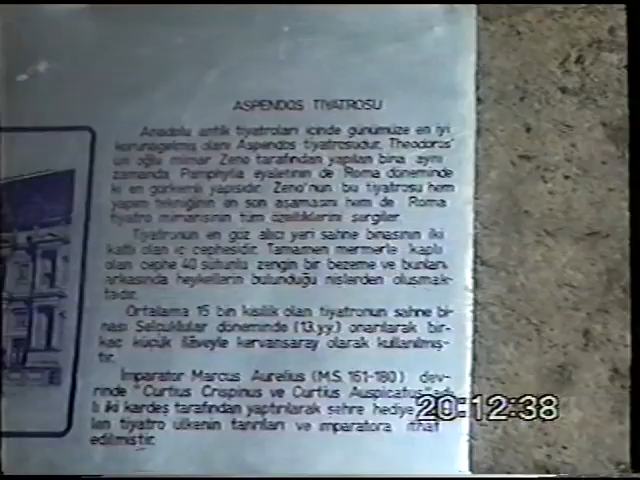 ASPENDOS TİYATROSU
Anadolu antik tiyatroları içinde günümüze en iyi
korunagelmiş olanı Aspendos tiyatrosudur. Theodoros'
un oğlu mimar Zeno tarafından yapılan bina aynı
zamanda Pamphylia eyaletinin de Roma döneminde
ki en görkemli yapısıdır. Zeno'nun bu tiyatrosu hem
yapım tekniğinin en son aşamasını hem de Roma
tiyatro mimarisinin tüm özelliklerini sergiler.
Tiyatronun en göz alıcı yeri sahne binasının iki
katlı olan iç cephesidir. Tamamen mermerle kaplı
olan cephe 40 sütunlu zengin bir bezeme ve bunların
arkasında heykellerin bulunduğu nişlerden oluşmak-
tadır.
Ortalama 15 bin kişilik olan tiyatronun sahne bi-
nası Selçuklular döneminde (13.yy.) onarılarak bir-
kaç küçük ilaveyle kervansaray olarak kullanılmış-
tır.
İmparator Marcus Aurelius (M.S. 161-180) dev-
rinde "Curtius Crispinus ve Curtius Auspicatus"
iki kardeş tarafından yaptırılarak şehre hediye
len tiyatro ülkenin tanrıları ve imparatora ithaf
edilmiştir.
20:12:38